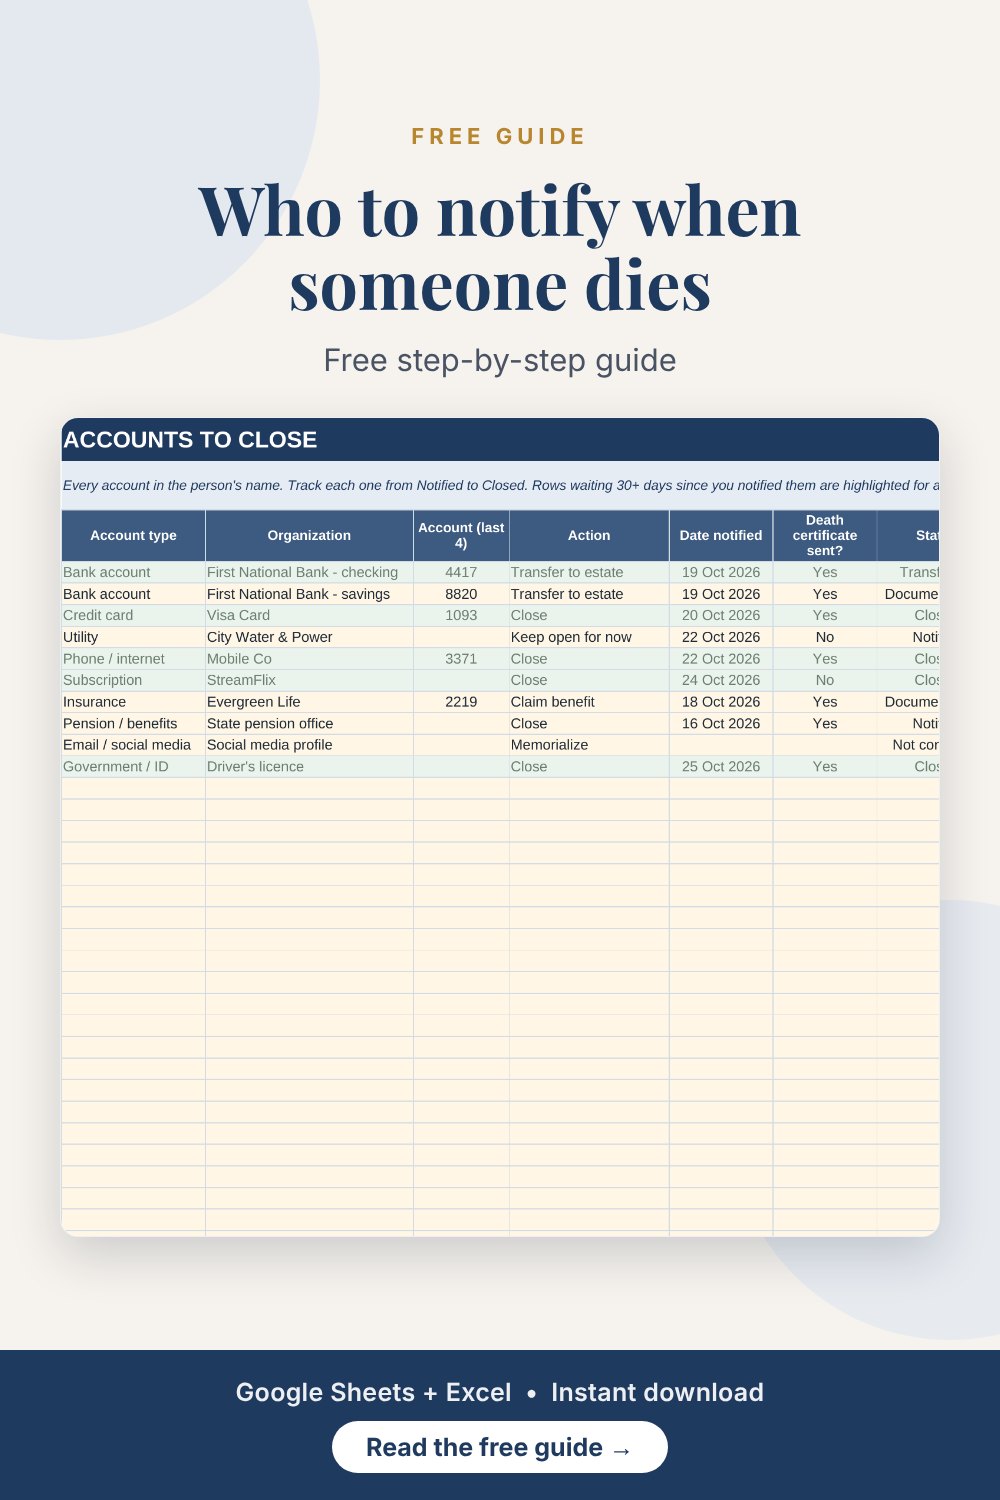 FREE GUIDE
Who to notify when
someone dies
Free step-by-step guide
ACCOUNTS TO CLOSE
Every account in the person's name. Track each one from Notified to Closed. Rows waiting 30+ days since you notified them are highlighted for
Account type Organization Account (last 4) Action Date notified Death certificate sent?
Bank account First National Bank - checking 4417 Transfer to estate 19 Oct 2026 Yes
Bank account First National Bank - savings 8820 Transfer to estate 19 Oct 2026 Yes
Credit card Visa Card 1093 Close 20 Oct 2026 Yes
Utility City Water & Power Keep open for now 22 Oct 2026 No
Phone / internet Mobile Co 3371 Close 22 Oct 2026 Yes
Subscription StreamFlix Close 24 Oct 2026 No
Insurance Evergreen Life 2219 Claim benefit 18 Oct 2026 Yes
Pension / benefits State pension office Close 16 Oct 2026 Yes
Email / social media Social media profile Memorialize Not
Government / ID Driver's licence Close 25 Oct 2026 Yes
Google Sheets + Excel • Instant download
Read the free guide →